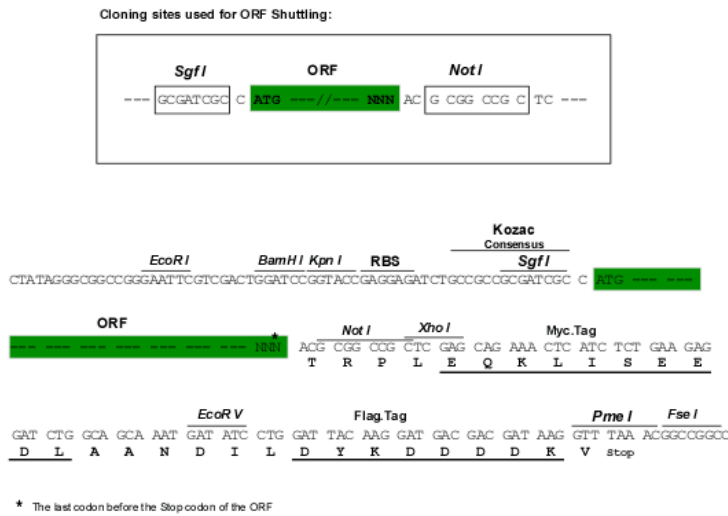 Cloning sites used for ORF Shuttling:
Sgf I ORF Not I
--- GCGATCGC C ATG ---//--- NNN AC G CGG CCG C TC ---
Kozac
Consensus
EcoR I BamH I Kpn I RBS Sgf I
CTATAGGGCGGCCGGGAATTCGTCGACTGGATCCGGTACCGAGGAGATCTGCCGCCGCGATCGC C ATG --- ---
ORF
--- --- --- --- --- --- --- --- NNN ACG CGG CCG CTC GAG CAG AAA CTC ATC TCT GAA GAG
*
Not I Xho I Myc.Tag
T R P L E Q K L I S E E
EcoR V Flag.Tag Pme I Fse I
GAT CTG GCA GCA AAT GAT ATC CTG GAT TAC AAG GAT GAC GAC GAT AAG GTT TAA ACGGCCGGCC
D L A A N D I L D Y K D D D D K V Stop
* The last codon before the Stop codon of the ORF